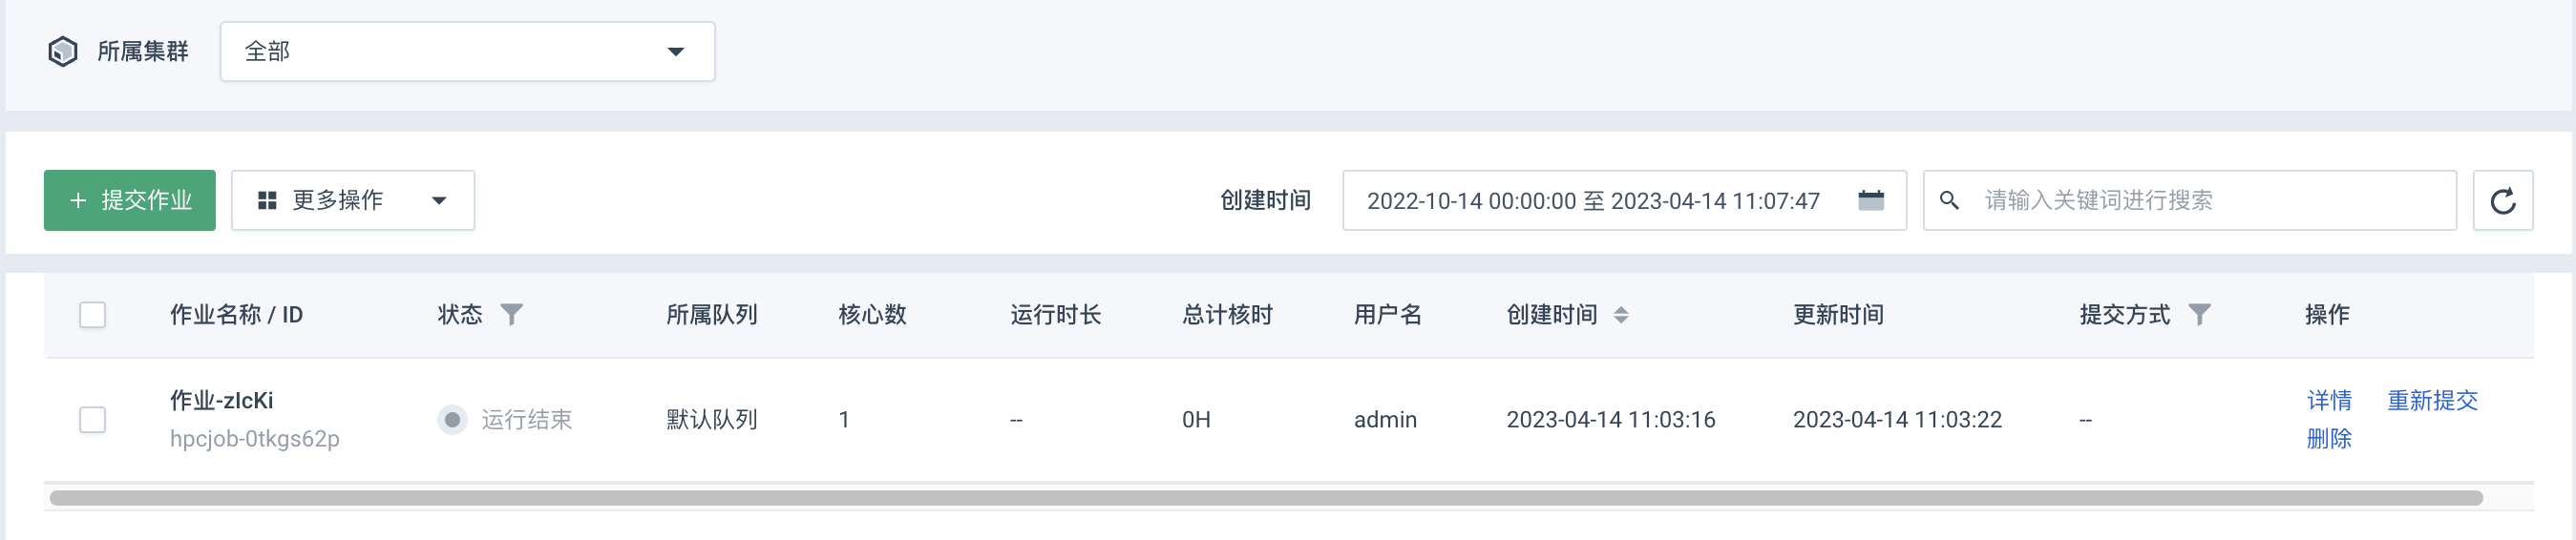 所属集群 全部
+ 提交作业 更多操作 创建时间 2022-10-14 00:00:00 至 2023-04-14 11:07:47 请输入关键词进行搜索
作业名称 / ID 状态 所属队列 核心数 运行时长 总计核时 用户名 创建时间 更新时间 提交方式 操作
作业-zIcKi
hpcjob-0tkgs62p
运行结束 默认队列 1 -- 0H admin 2023-04-14 11:03:16 2023-04-14 11:03:22 --
详情 重新提交
删除